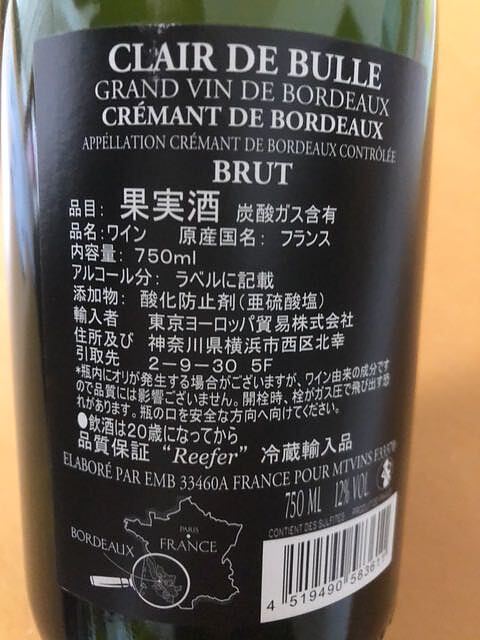 CLAIR DE BULLE
GRAND VIN DE BORDEAUX
CRÉMANT DE BORDEAUX
APPÉLLATION CRÉMANT DE BORDEAUX CONTRÔLÉE
BRUT
品目: 果実酒 炭酸ガス含有
品名:ワイン 原産国名: フランス
内容量: 750ml
アルコール分: ラベルに記載
添加物: 酸化防止剤(亜硫酸塩)
輸入者 東京ヨーロッパ貿易株式会社
住所及び 神奈川県横浜市西区北幸
引取先 2-9-30 5F
*瓶内にオリが発生する場合がございますが、ワイン由来の成分です
ので品質には影響ございません。開栓時、栓がガス圧で飛び出す恐
れがあります。瓶の口を安全な方向へ向けてください。
●飲酒は20歳になってから
品質保証 “Reefer” 冷蔵輸入品
ELABORÉ PAR EMB 33460A FRANCE POUR MTVINS
750 ML 12% VOL
CONTIENT DES SULFITES
PARIS
FRANCE
BORDEAUX
4 519490